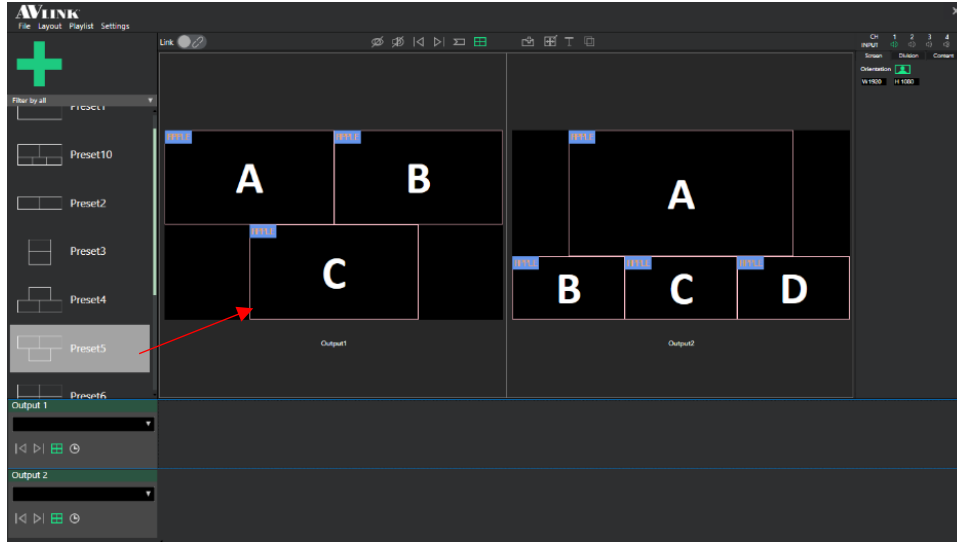 AVLINK
File Layout Playlist Settings
Link
CH 1 2 3 4
INPUT
Screen Division Content
Orientation
W 1920 H 1080
Filter by all
Preset1
Preset10
Preset2
Preset3
Preset4
Preset5
Preset6
A
B
C
Output1
A
B
C
D
Output2
Output 1
Output 2